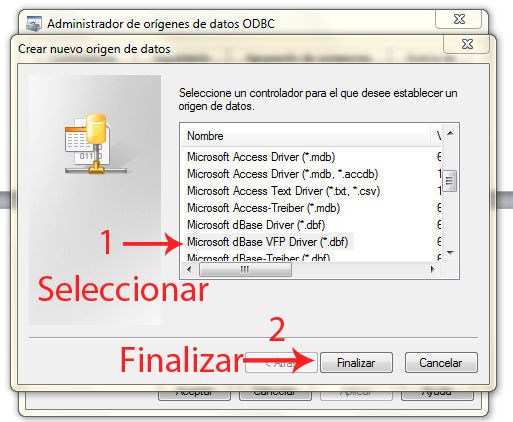 Administrador de orígenes de datos ODBC
Crear nuevo origen de datos
Seleccione un controlador para el que desee establecer un
origen de datos.
Nombre V
Microsoft Access Driver (*.mdb) 6
Microsoft Access Driver (*.mdb, *.accdb) 1
Microsoft Access Text Driver (*.txt, *.csv) 1
Microsoft Access-Treiber (*.mdb) 6
Microsoft dBase Driver (*.dbf) 6
1
Microsoft dBase VFP Driver (*.dbf) 6
Microsoft dBase-Treiber (*.dbf) 6
Seleccionar
2
Finalizar
< Atrás Finalizar Cancelar
Aceptar Cancelar Aplicar Ayuda